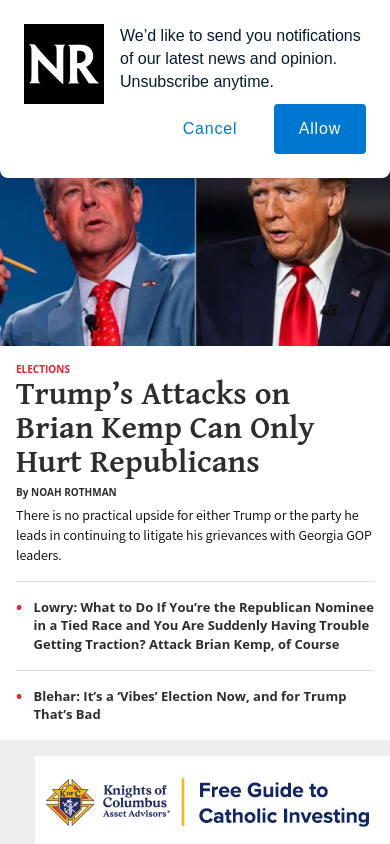 NR
We’d like to send you notifications
of our latest news and opinion.
Unsubscribe anytime.
Cancel
Allow
ELECTIONS
Trump’s Attacks on
Brian Kemp Can Only
Hurt Republicans
By NOAH ROTHMAN
There is no practical upside for either Trump or the party he
leads in continuing to litigate his grievances with Georgia GOP
leaders.
Lowry: What to Do If You’re the Republican Nominee
in a Tied Race and You Are Suddenly Having Trouble
Getting Traction? Attack Brian Kemp, of Course
Blehar: It’s a ‘Vibes’ Election Now, and for Trump
That’s Bad
K of C
Knights of
Columbus
Asset Advisors®
Free Guide to
Catholic Investing